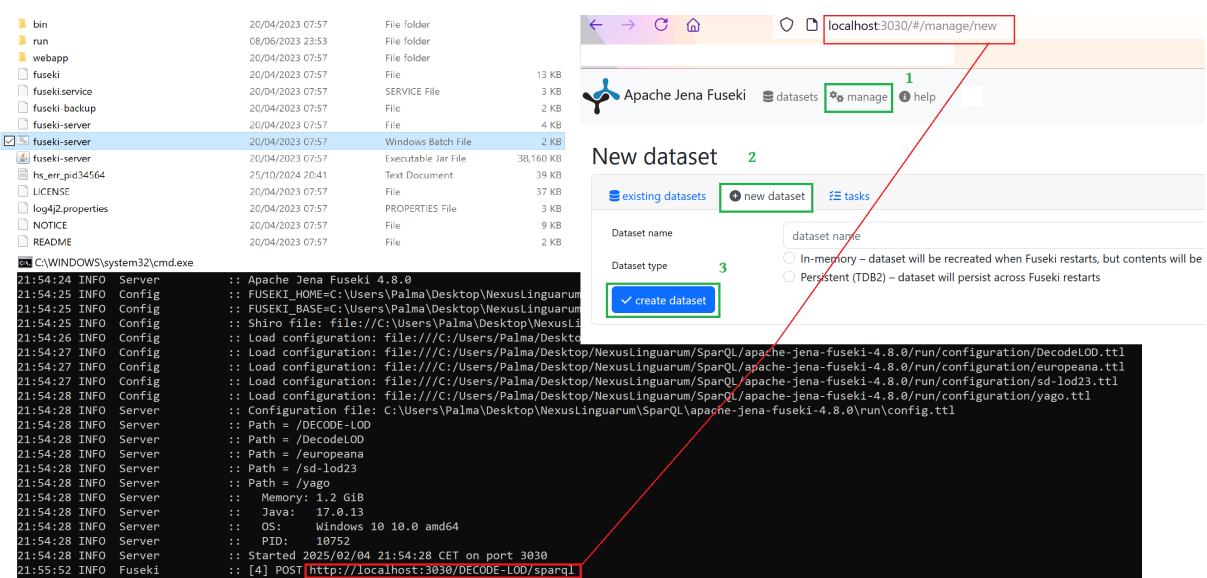 bin 20/04/2023 07:57 File folder
run 08/06/2023 23:53 File folder
webapp 20/04/2023 07:57 File folder
fuseki 20/04/2023 07:57 File 13 KB
fuseki.service 20/04/2023 07:57 SERVICE File 3 KB
fuseki-backup 20/04/2023 07:57 File 2 KB
fuseki-server 20/04/2023 07:57 File 4 KB
fuseki-server 20/04/2023 07:57 Windows Batch File 2 KB
fuseki-server 20/04/2023 07:57 Executable Jar File 38,160 KB
hs_err_pid34564 25/10/2024 20:41 Text Document 39 KB
LICENSE 20/04/2023 07:57 File 37 KB
log4j2.properties 20/04/2023 07:57 PROPERTIES File 3 KB
NOTICE 20/04/2023 07:57 File 9 KB
README 20/04/2023 07:57 File 2 KB
localhost:3030/#/manage/new
1
Apache Jena Fuseki datasets manage help
New dataset 2
existing datasets new dataset tasks
Dataset name dataset name
Dataset type 3
In-memory – dataset will be recreated when Fuseki restarts, but contents will be
Persistent (TDB2) – dataset will persist across Fuseki restarts
create dataset
C:\WINDOWS\system32\cmd.exe
21:54:24 INFO Server :: Apache Jena Fuseki 4.8.0
21:54:25 INFO Config :: FUSEKI_HOME=C:\Users\Palma\Desktop\NexusLinguarum
21:54:25 INFO Config :: FUSEKI_BASE=C:\Users\Palma\Desktop\NexusLinguarum
21:54:25 INFO Config :: Shiro file: file://C:\Users\Palma\Desktop\NexusLi
21:54:26 INFO Config :: Load configuration: file:///C:/Users/Palma/Deskto
21:54:27 INFO Config :: Load configuration: file:///C:/Users/Palma/Desktop/NexusLinguarum/SparQL/apache-jena-fuseki-4.8.0/run/configuration/DecodeLOD.ttl
21:54:27 INFO Config :: Load configuration: file:///C:/Users/Palma/Desktop/NexusLinguarum/SparQL/apache-jena-fuseki-4.8.0/run/configuration/europeana.ttl
21:54:27 INFO Config :: Load configuration: file:///C:/Users/Palma/Desktop/NexusLinguarum/SparQL/apache-jena-fuseki-4.8.0/run/configuration/sd-lod23.ttl
21:54:28 INFO Config :: Load configuration: file:///C:/Users/Palma/Desktop/NexusLinguarum/SparQL/apache-jena-fuseki-4.8.0/run/configuration/yago.ttl
21:54:28 INFO Server :: Configuration file: C:\Users\Palma\Desktop\NexusLinguarum\SparQL\apache-jena-fuseki-4.8.0\run\config.ttl
21:54:28 INFO Server :: Path = /DECODE-LOD
21:54:28 INFO Server :: Path = /DecodeLOD
21:54:28 INFO Server :: Path = /europeana
21:54:28 INFO Server :: Path = /sd-lod23
21:54:28 INFO Server :: Path = /yago
21:54:28 INFO Server :: Memory: 1.2 GiB
21:54:28 INFO Server :: Java: 17.0.13
21:54:28 INFO Server :: OS: Windows 10 10.0 amd64
21:54:28 INFO Server :: PID: 10752
21:54:28 INFO Server :: Started 2025/02/04 21:54:28 CET on port 3030
21:55:52 INFO Fuseki :: [4] POST http://localhost:3030/DECODE-LOD/sparql